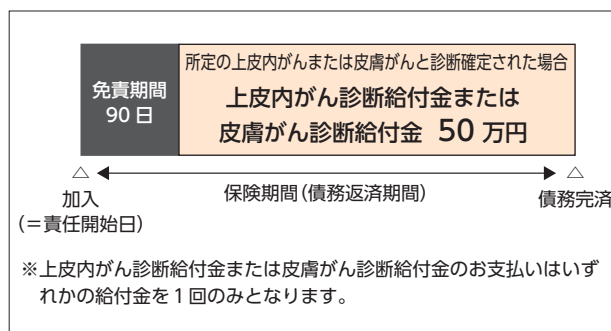 所定の上皮内がんまたは皮膚がんと診断確定された場合
免責期間
90 日
上皮内がん診断給付金または
皮膚がん診断給付金 50 万円
△ △
加入 保険期間(債務返済期間) 債務完済
(=責任開始日)
※上皮内がん診断給付金または皮膚がん診断給付金のお支払いはいず
れかの給付金を1回のみとなります。